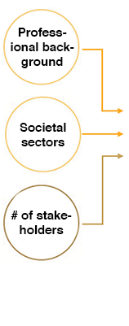 Profess-
ional back-
ground
Societal
sectors
# of stake-
holders